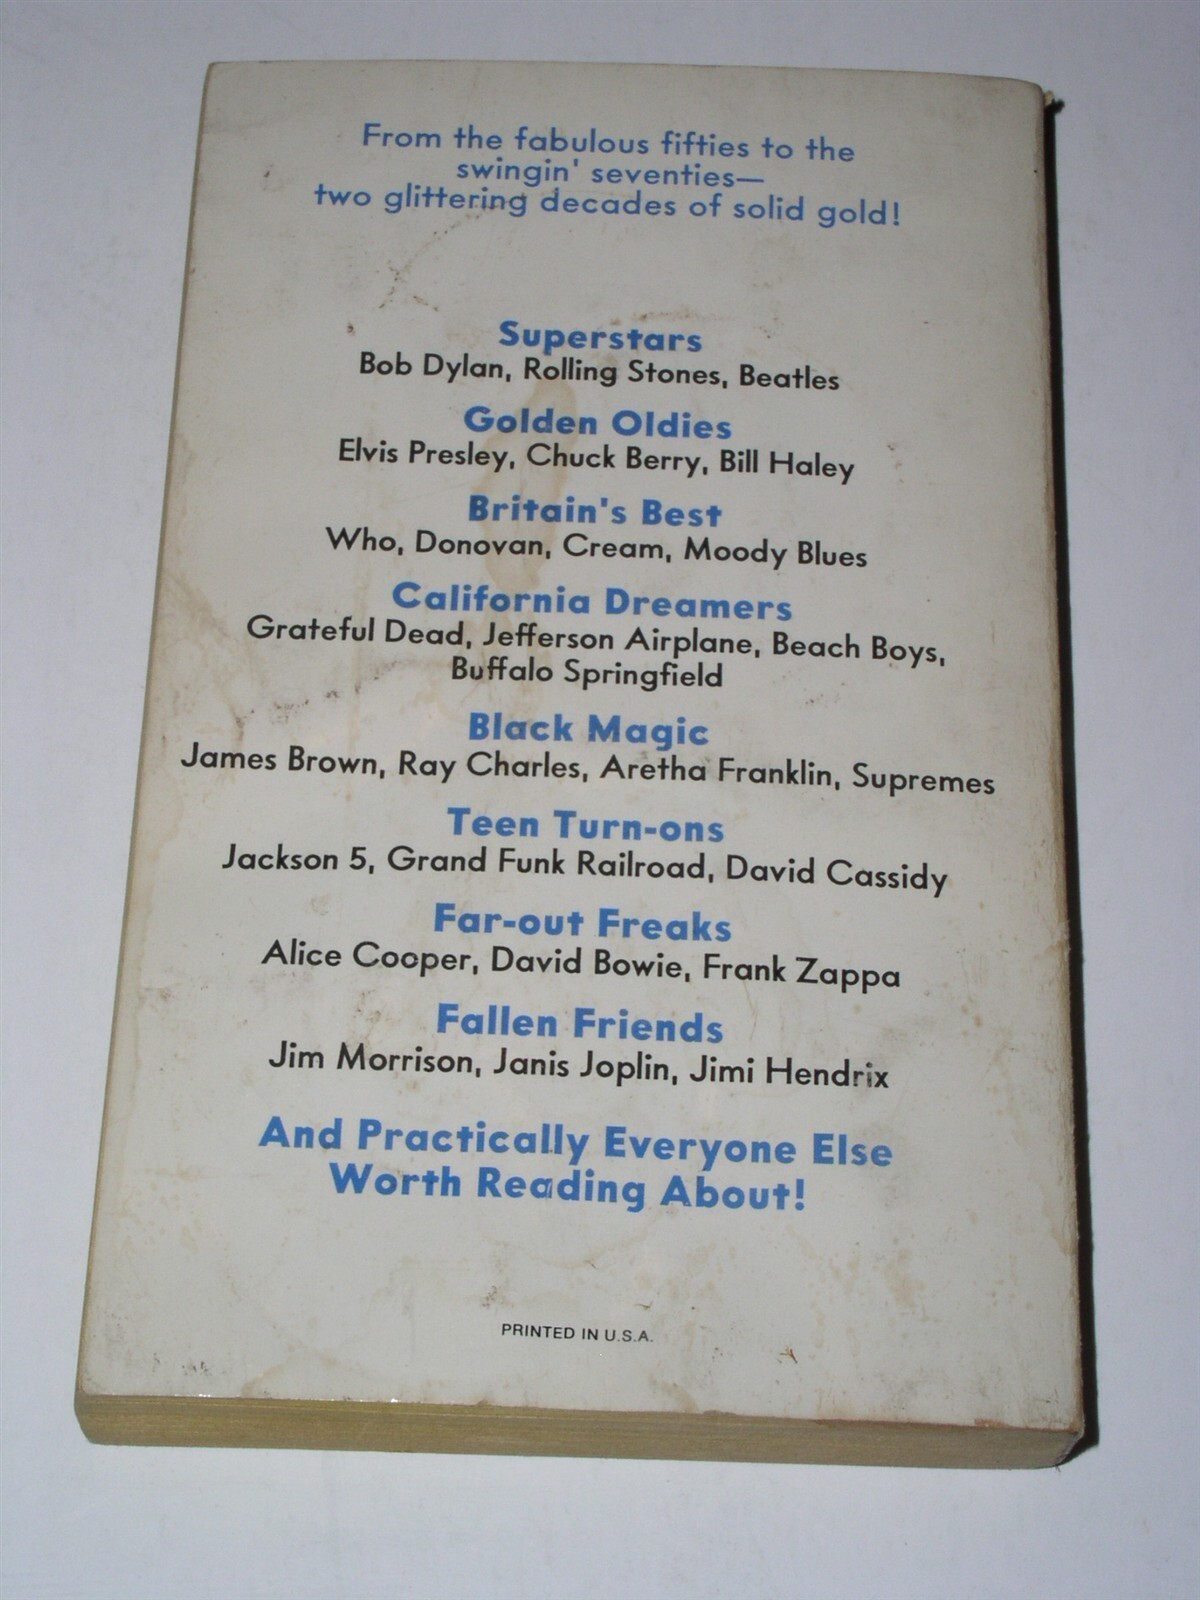 From the fabulous fifties to the
swingin' seventies—
two glittering decades of solid gold!
Superstars
Bob Dylan, Rolling Stones, Beatles
Golden Oldies
Elvis Presley, Chuck Berry, Bill Haley
Britain's Best
Who, Donovan, Cream, Moody Blues
California Dreamers
Grateful Dead, Jefferson Airplane, Beach Boys,
Buffalo Springfield
Black Magic
James Brown, Ray Charles, Aretha Franklin, Supremes
Teen Turn-ons
Jackson 5, Grand Funk Railroad, David Cassidy
Far-out Freaks
Alice Cooper, David Bowie, Frank Zappa
Fallen Friends
Jim Morrison, Janis Joplin, Jimi Hendrix
And Practically Everyone Else
Worth Reading About!
PRINTED IN U.S.A.